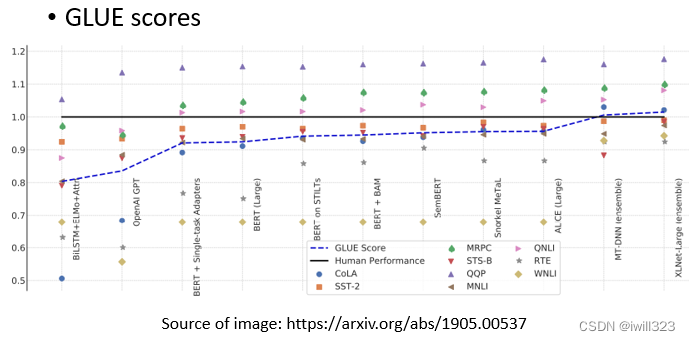 • GLUE scores
1.2
1.1
1.0
0.9
0.8
0.7
0.6
0.5
BiLSTM+ELMo+Attn
OpenAI GPT
BERT + Single-task Adapters
BERT (Large)
BERT on STILTs
BERT + BAM
SemBERT
Snorkel MeTaL
ALICE (Large)
MT-DNN (ensemble)
XLNet-Large (ensemble)
GLUE Score
Human Performance
CoLA
SST-2
MRPC
STS-B
QQP
MNLI
QNLI
RTE
WNLI
Source of image: https://arxiv.org/abs/1905.00537
CSDN @iwill323